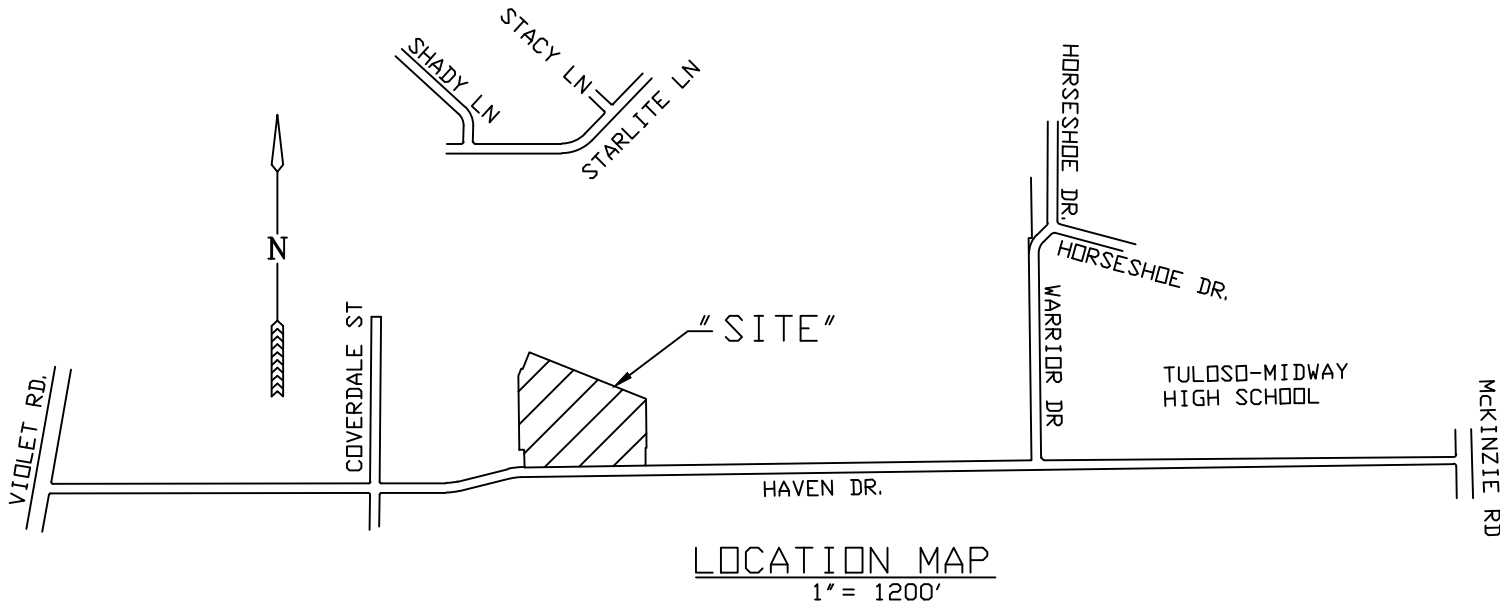 STACY LN
SHADY LN
STARLITE LN
HORSESHOE DR.
N
HORSESHOE DR.
COVERDALE ST
WARRIOR DR
"SITE"
TULOSO-MIDWAY
HIGH SCHOOL
VIOLET RD.
McKINZIE RD
HAVEN DR.
LOCATION MAP
1"= 1200'